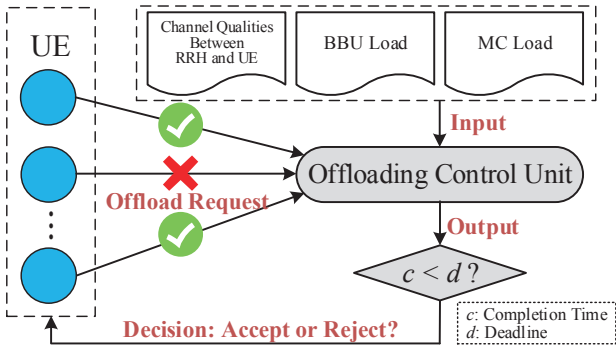 UE
Channel Qualities
Between
RRH and UE
BBU Load
MC Load
Input
Offloading Control Unit
Offload Request
Output
c < d ?
Decision: Accept or Reject?
c: Completion Time
d: Deadline